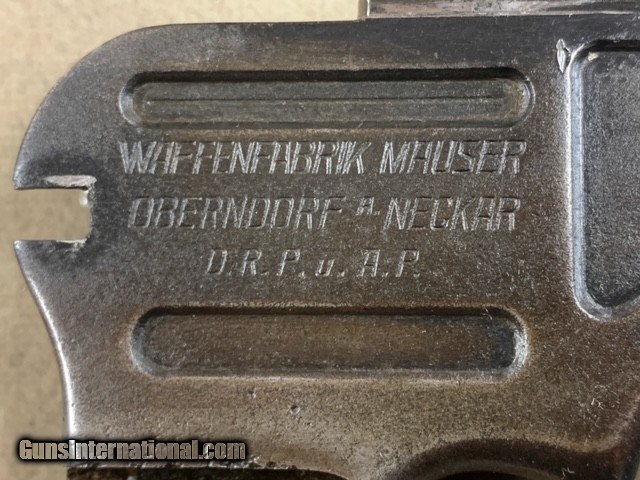 WAFFENFABRIK MAUSER
OBERNDORF A. NECKAR
D.R.P. u. A.P.
GunsInternational.com